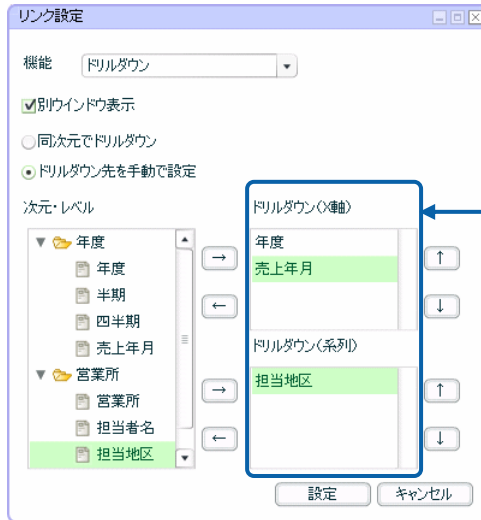 リンク設定
機能 ドリルダウン
別ウインドウ表示
同次元でドリルダウン
ドリルダウン先を手動で設定
次元・レベル
年度
年度
半期
四半期
売上年月
営業所
営業所
担当者名
担当地区
→
←
→
←
ドリルダウン(X軸)
年度
売上年月
ドリルダウン(系列)
担当地区
↑
↓
↑
↓
設定 キャンセル